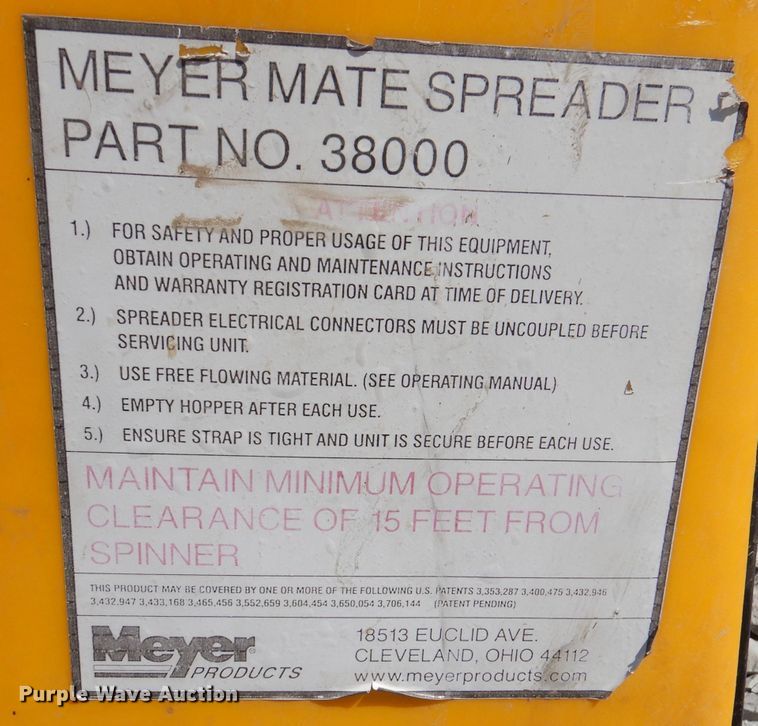 MEYER MATE SPREADER
PART NO. 38000
ATTENTION
1.) FOR SAFETY AND PROPER USAGE OF THIS EQUIPMENT,
OBTAIN OPERATING AND MAINTENANCE INSTRUCTIONS
AND WARRANTY REGISTRATION CARD AT TIME OF DELIVERY.
2.) SPREADER ELECTRICAL CONNECTORS MUST BE UNCOUPLED BEFORE
SERVICING UNIT.
3.) USE FREE FLOWING MATERIAL. (SEE OPERATING MANUAL)
4.) EMPTY HOPPER AFTER EACH USE.
5.) ENSURE STRAP IS TIGHT AND UNIT IS SECURE BEFORE EACH USE.
MAINTAIN MINIMUM OPERATING
CLEARANCE OF 15 FEET FROM
SPINNER
THIS PRODUCT MAY BE COVERED BY ONE OR MORE OF THE FOLLOWING U.S. PATENTS 3,353,287 3,400,475 3,432,946
3,432,947 3,433,168 3,465,456 3,552,659 3,604,454 3,650,054 3,706,144 (PATENT PENDING)
Meyer
PRODUCTS
18513 EUCLID AVE.
CLEVELAND, OHIO 44112
www.meyerproducts.com
Purple Wave Auction